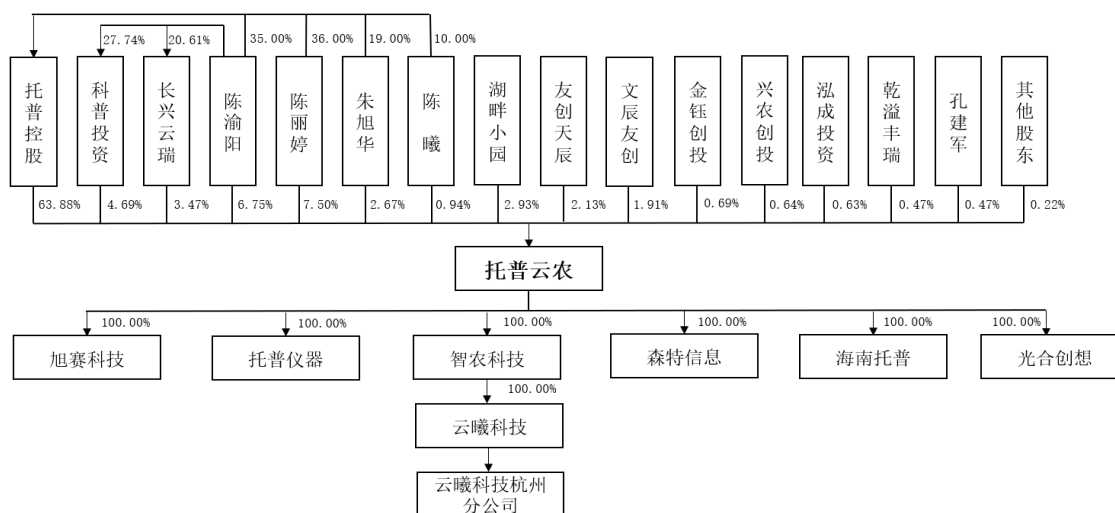 27.74% 20.61% 35.00% 36.00% 19.00% 10.00%
托普控股
科普投资
长兴云瑞
陈渝阳
陈丽婷
朱旭华
陈曦
湖畔小园
友创天辰
文辰友创
金钰创投
兴农创投
泓成投资
乾溢丰瑞
孔建军
其他股东
63.88% 4.69% 3.47% 6.75% 7.50% 2.67% 0.94% 2.93% 2.13% 1.91% 0.69% 0.64% 0.63% 0.47% 0.47% 0.22%
托普云农
100.00% 100.00% 100.00% 100.00% 100.00% 100.00%
旭赛科技 托普仪器 智农科技 森特信息 海南托普 光合创想
100.00%
云曦科技
云曦科技杭州
分公司